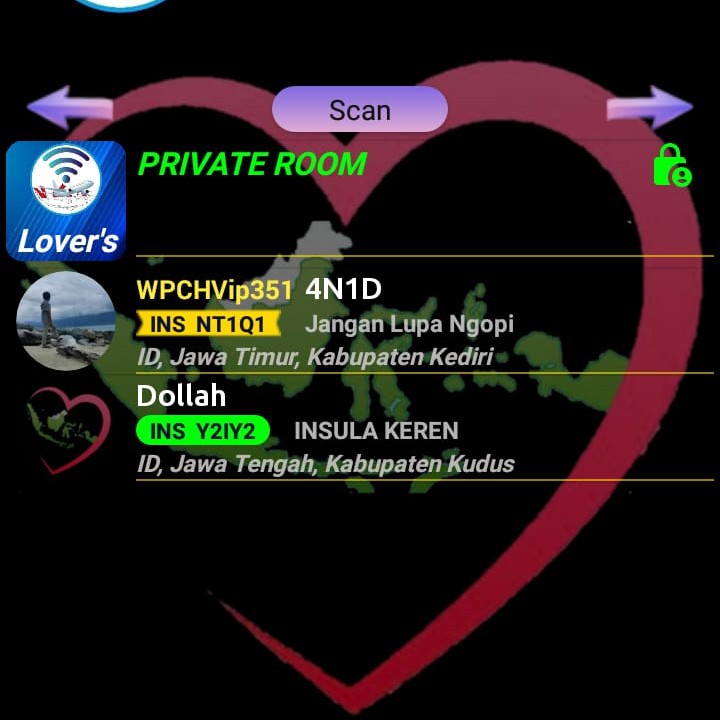 Scan
PRIVATE ROOM
Lover's
WPCHVip351 4N1D
INS NT1Q1 Jangan Lupa Ngopi
ID, Jawa Timur, Kabupaten Kediri
Dollah
INS Y2IY2 INSULA KEREN
ID, Jawa Tengah, Kabupaten Kudus